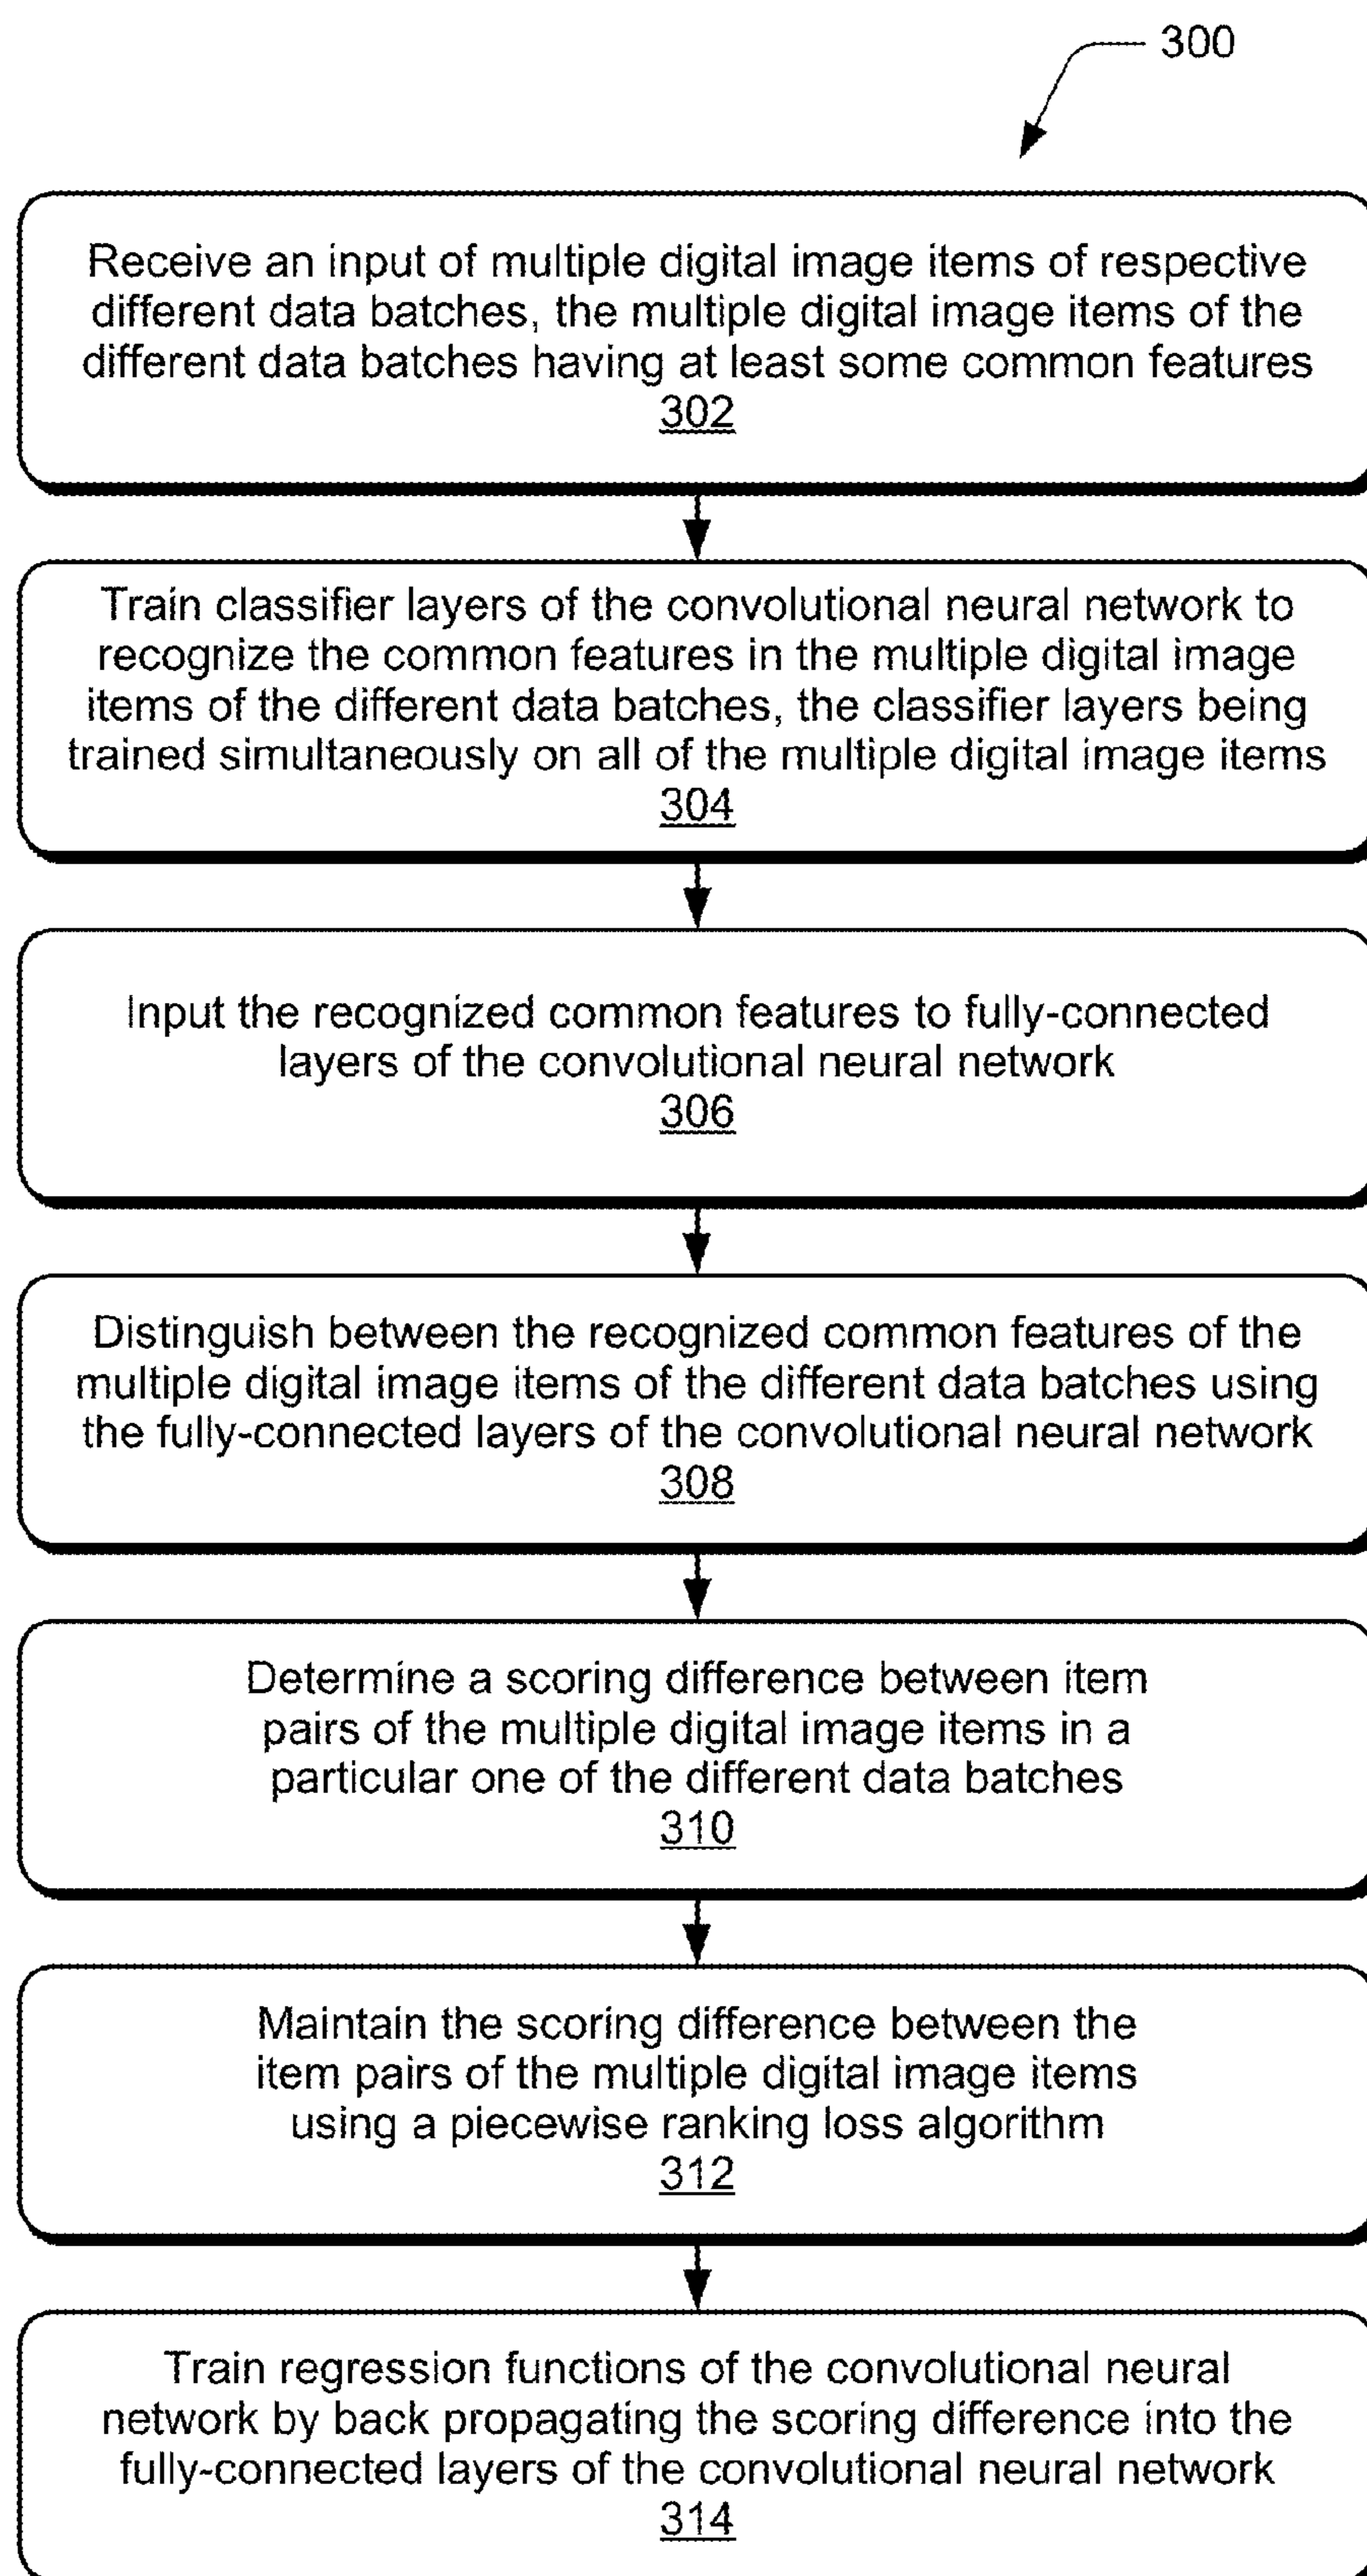 300
Receive an input of multiple digital image items of respective
different data batches, the multiple digital image items of the
different data batches having at least some common features
302
Train classifier layers of the convolutional neural network to
recognize the common features in the multiple digital image
items of the different data batches, the classifier layers being
trained simultaneously on all of the multiple digital image items
304
Input the recognized common features to fully-connected
layers of the convolutional neural network
306
Distinguish between the recognized common features of the
multiple digital image items of the different data batches using
the fully-connected layers of the convolutional neural network
308
Determine a scoring difference between item
pairs of the multiple digital image items in a
particular one of the different data batches
310
Maintain the scoring difference between the
item pairs of the multiple digital image items
using a piecewise ranking loss algorithm
312
Train regression functions of the convolutional neural
network by back propagating the scoring difference into the
fully-connected layers of the convolutional neural network
314